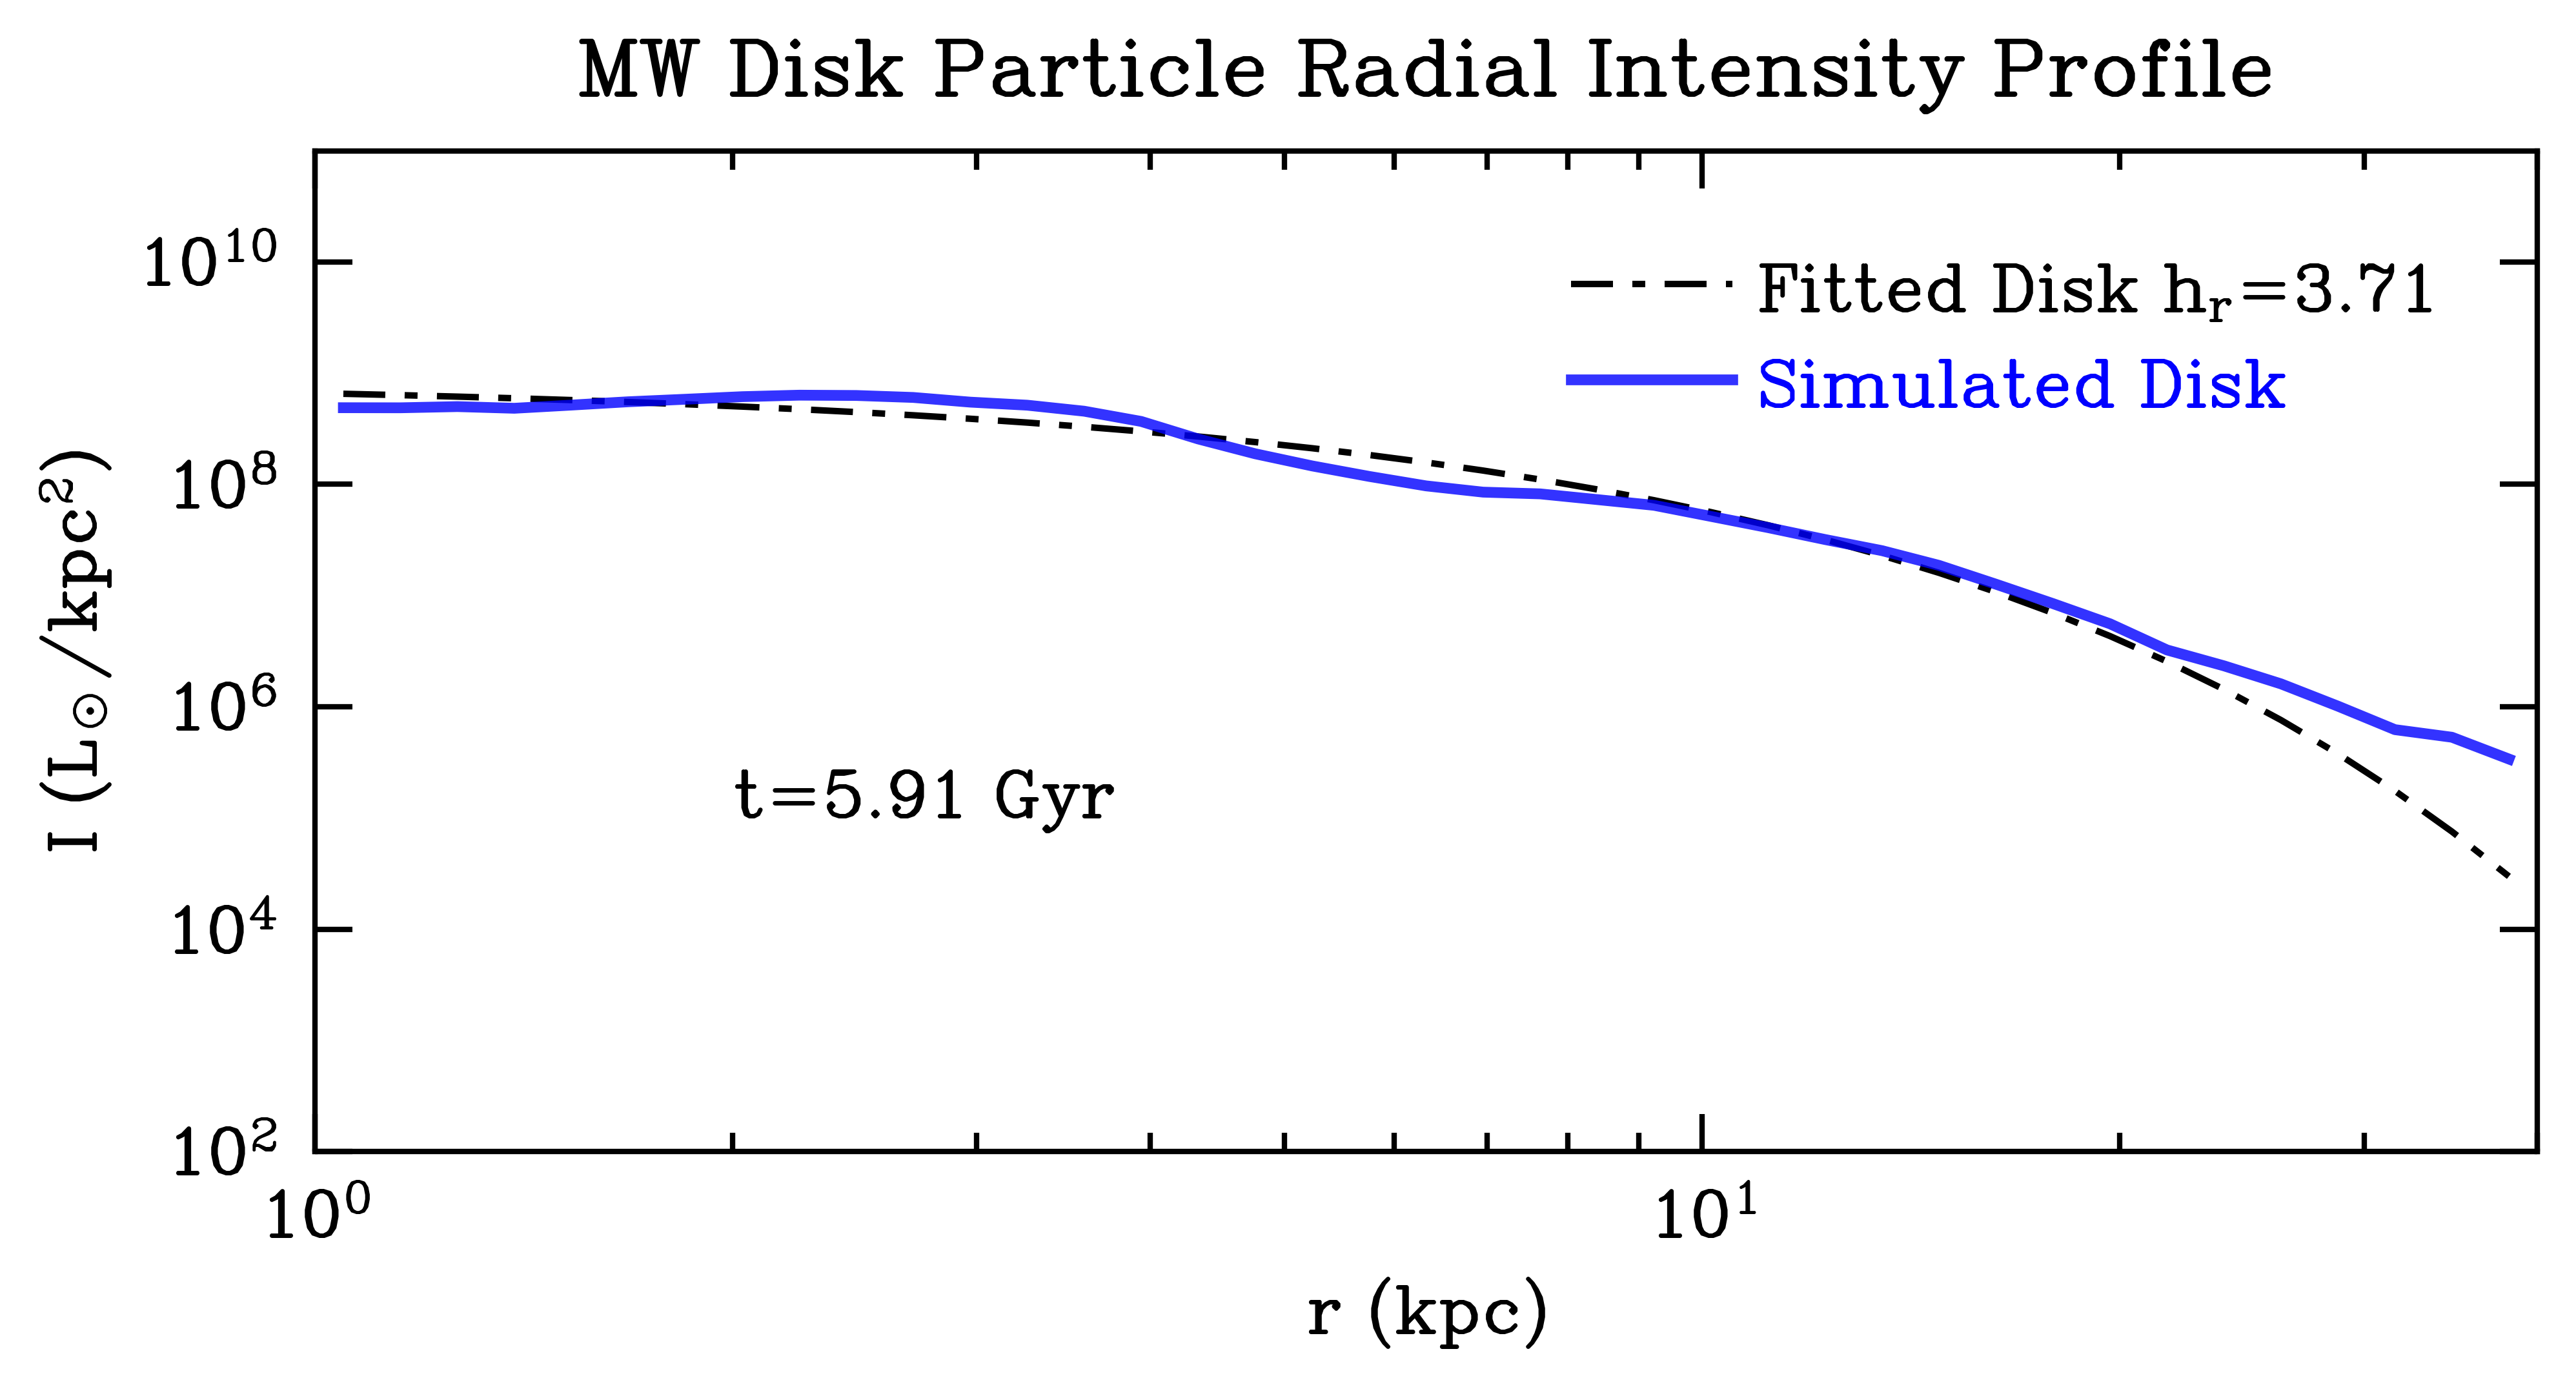 MW Disk Particle Radial Intensity Profile
10¹⁰
Fitted Disk hᵣ=3.71
Simulated Disk
10⁸
I (L⊙/kpc²)
10⁶
t=5.91 Gyr
10⁴
10²
10⁰
10¹
r (kpc)